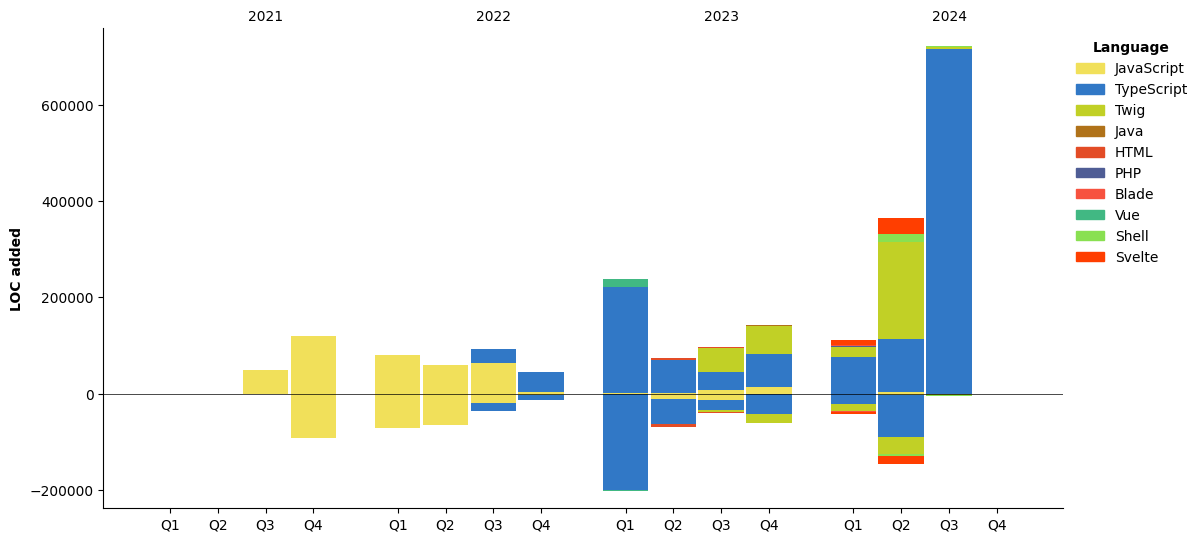 2021 2022 2023 2024
LOC added
600000
400000
200000
0
−200000
Q1 Q2 Q3 Q4 Q1 Q2 Q3 Q4 Q1 Q2 Q3 Q4 Q1 Q2 Q3 Q4
Language
JavaScript
TypeScript
Twig
Java
HTML
PHP
Blade
Vue
Shell
Svelte